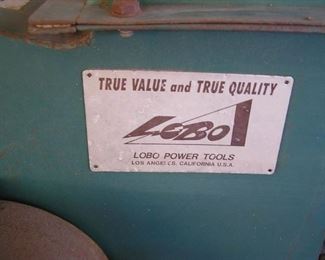 TRUE VALUE and TRUE QUALITY
LOBO
LOBO POWER TOOLS
LOS ANGELES, CALIFORNIA U.S.A.